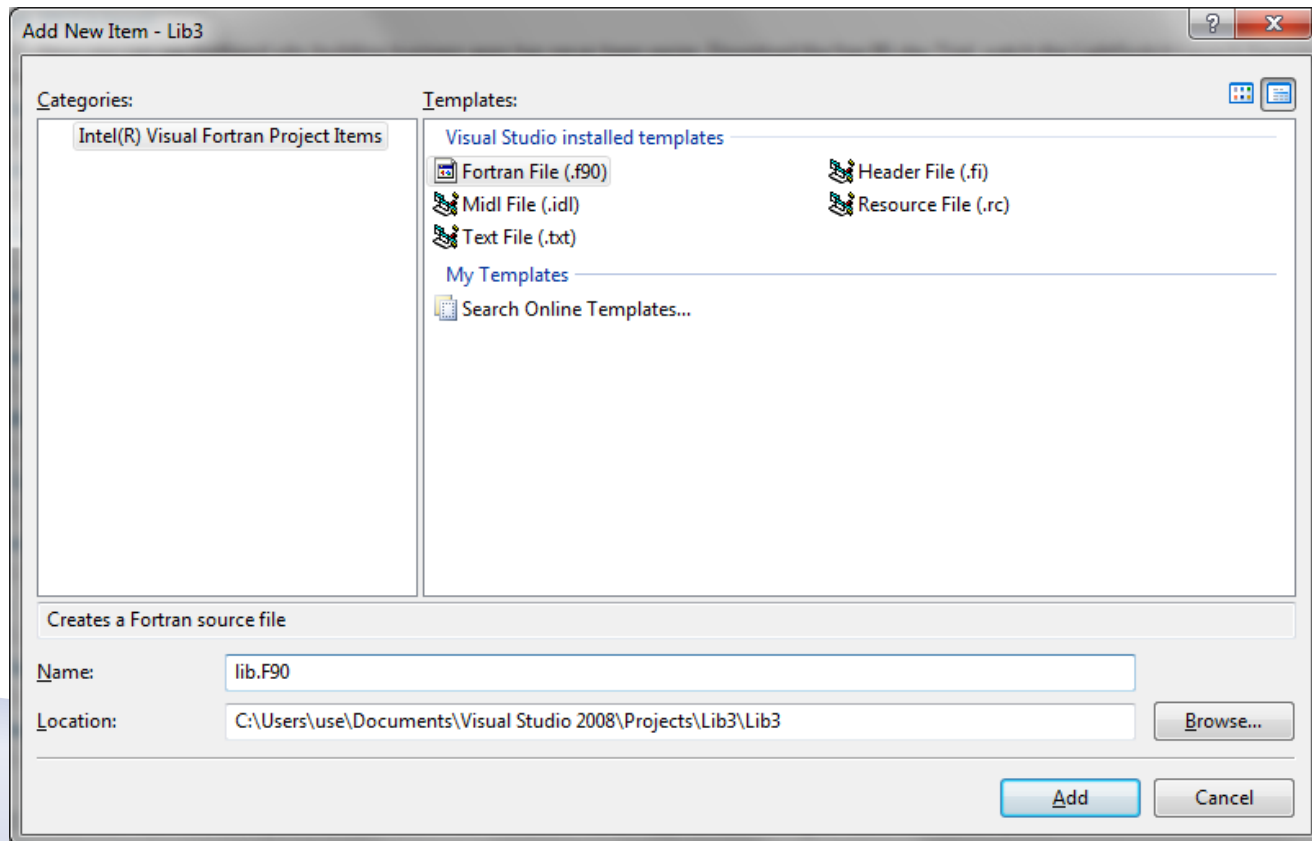 Add New Item - Lib3
Categories:
Templates:
Intel(R) Visual Fortran Project Items
Visual Studio installed templates
Fortran File (.f90)
Header File (.fi)
Midl File (.idl)
Resource File (.rc)
Text File (.txt)
My Templates
Search Online Templates...
Creates a Fortran source file
Name:
lib.F90
Location:
C:\Users\use\Documents\Visual Studio 2008\Projects\Lib3\Lib3
Browse...
Add
Cancel